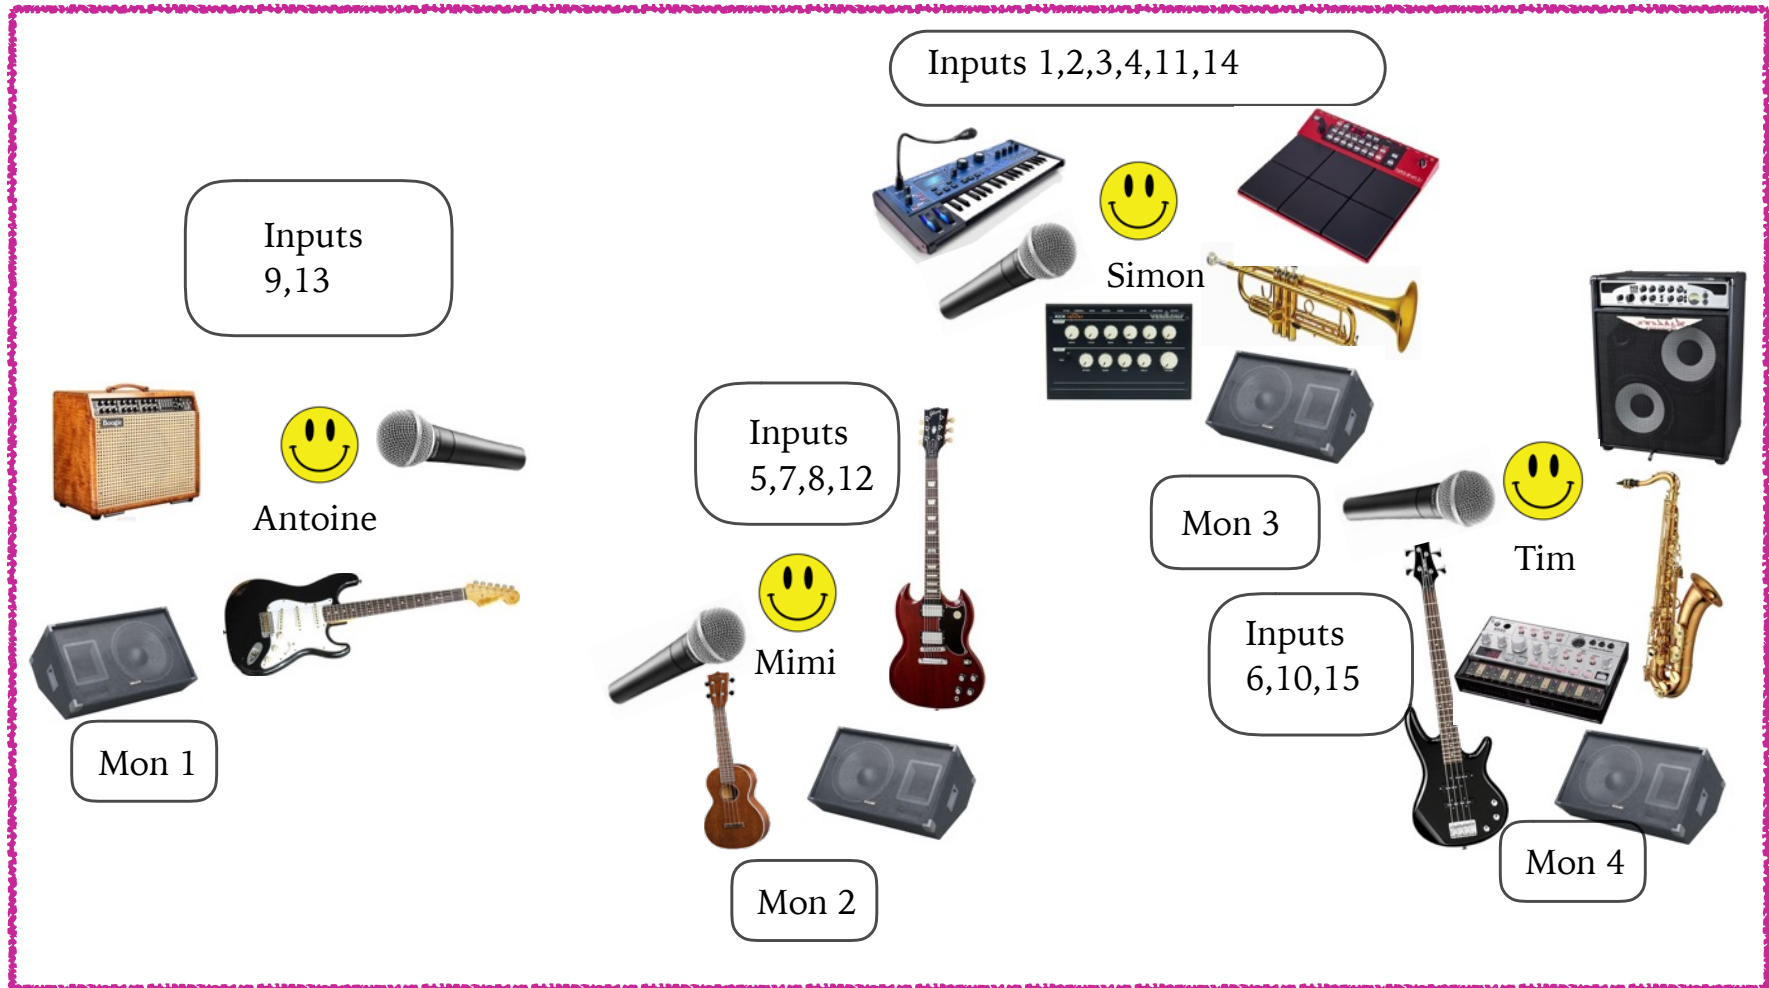 Inputs 1,2,3,4,11,14
Inputs
9,13
Simon
Boogie
Inputs
5,7,8,12
Antoine
Mon 3
Tim
Mimi
Inputs
6,10,15
Mon 1
Mon 4
Mon 2